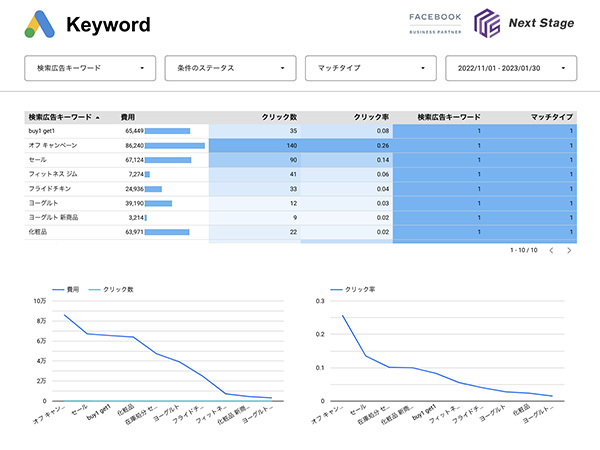 Keyword
FACEBOOK
BUSINESS PARTNER
Next Stage
検索広告キーワード
条件のステータス
マッチタイプ
2022/11/01 - 2023/01/30
検索広告キーワード 費用 クリック数 クリック率 検索広告キーワード マッチタイプ
buy1 get1 65,449 35 0.08 1 1
オフ キャンペーン 86,240 140 0.26 1 1
セール 67,124 90 0.14 1 1
フィットネス ジム 7,274 41 0.06 1 1
フライドチキン 24,936 33 0.04 1 1
ヨーグルト 39,190 12 0.03 1 1
ヨーグルト 新商品 3,214 9 0.02 1 1
化粧品 63,971 22 0.02 1 1
1 - 10 / 10
費用 クリック数
10万
8万
6万
4万
2万
0
オフ キャン...
セール
buy1 get1
化粧品
在庫処分 セ...
ヨーグルト
フライドチ...
フィットネ...
化粧品 新商...
ヨーグルト...
クリック率
0.3
0.2
0.1
0
オフ キャン...
セール
在庫処分 セ...
化粧品 新商...
buy1 get1
フィットネ...
フライドチ...
ヨーグルト
化粧品
ヨーグルト...